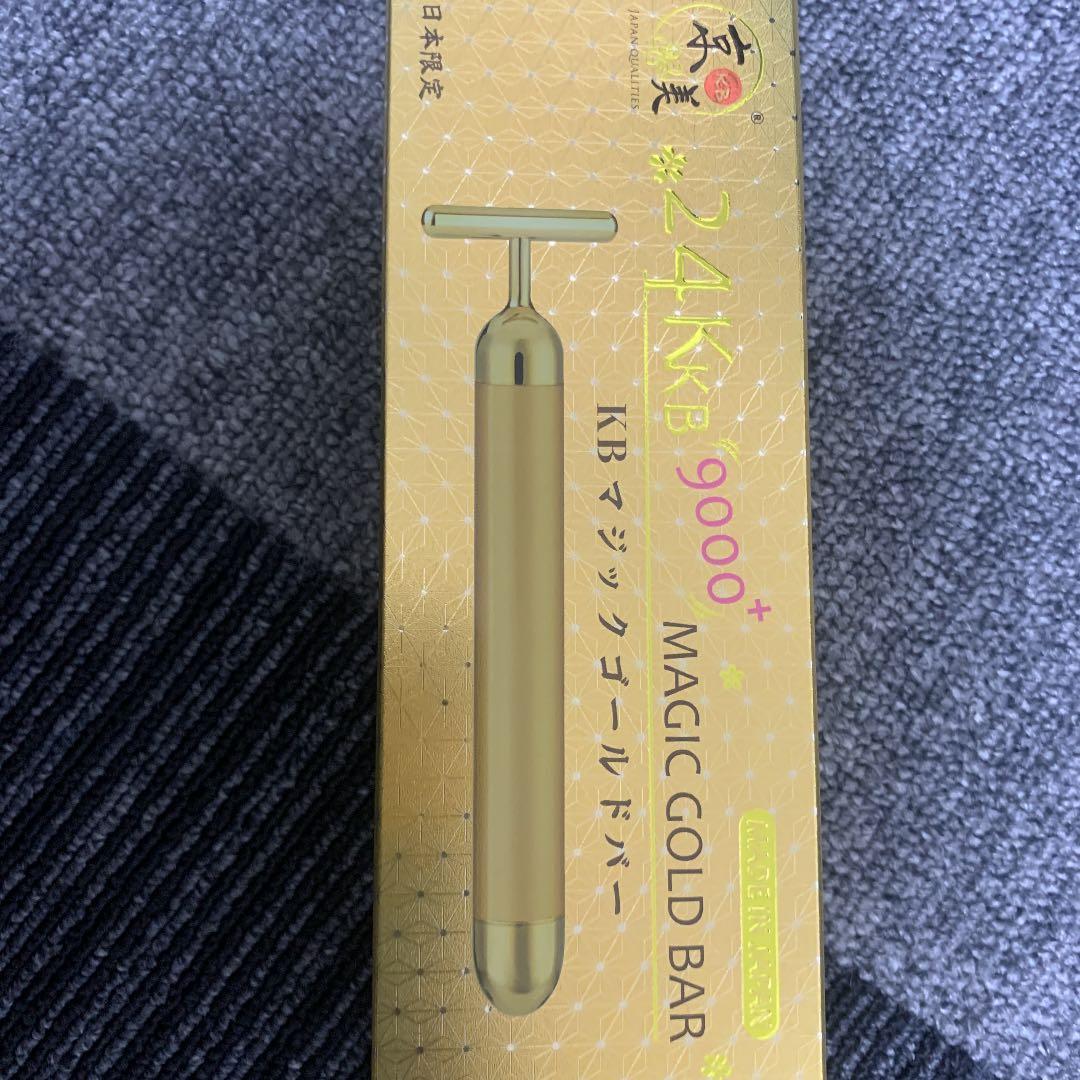 京美
KB
®
JAPAN QUALITIES
日本限定
24K KB 9000+
MAGIC GOLD BAR
KBマジックゴールドバー
MADE IN JAPAN